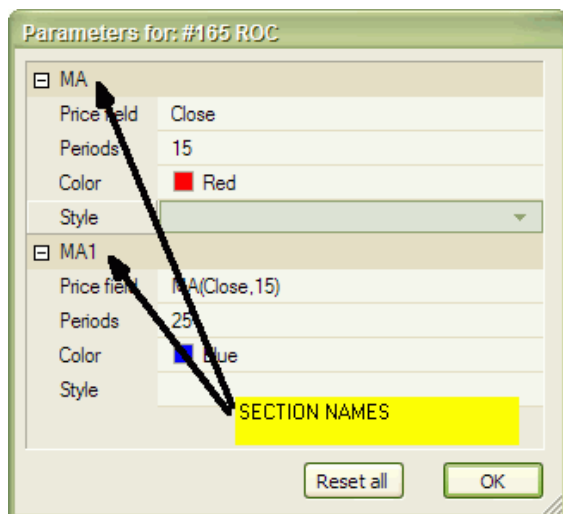 Parameters for: #165 ROC
MA
Price field Close
Periods 15
Color Red
Style
MA1
Price field MA(Close,15)
Periods 25
Color Blue
Style
SECTION NAMES
Reset all OK